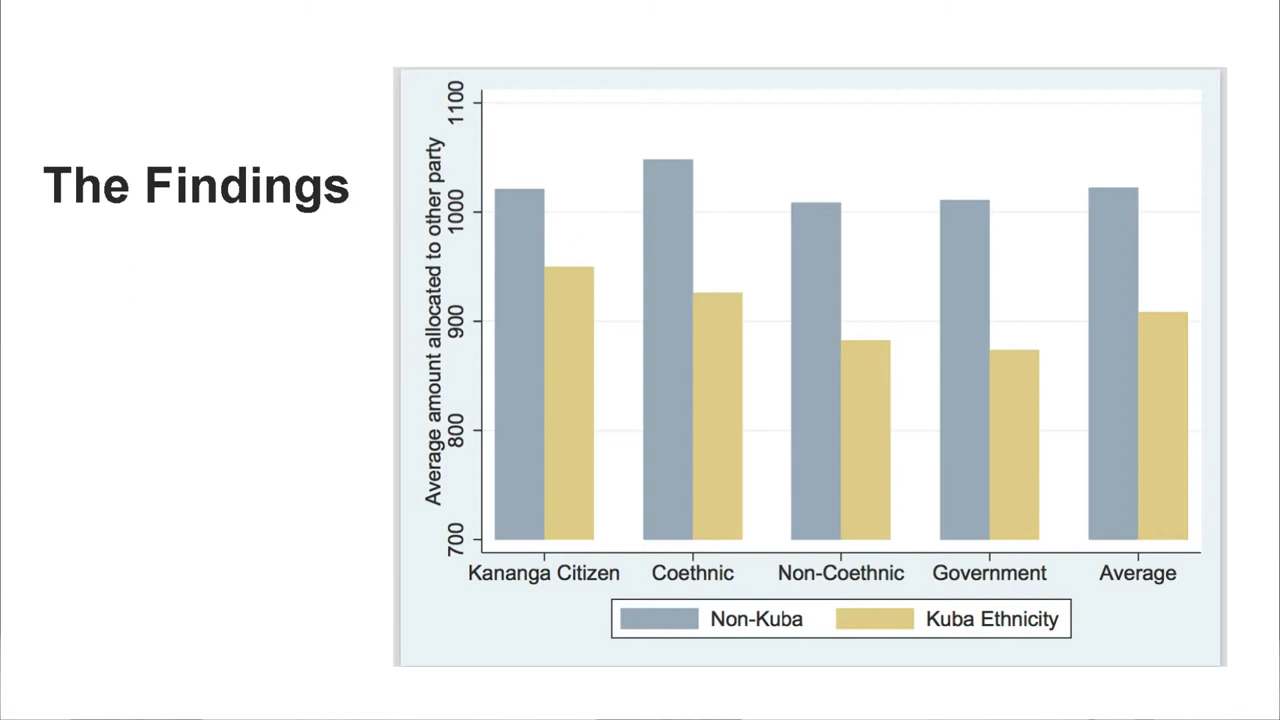 The Findings
Average amount allocated to other party
1100
1000
900
800
700
Kananga Citizen
Coethnic
Non-Coethnic
Government
Average
Non-Kuba
Kuba Ethnicity